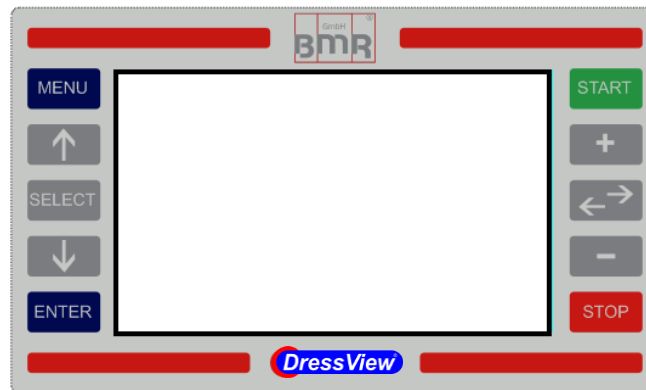 GmbH ®
BMR
MENU
START
+
SELECT
−
ENTER
STOP
DressView®